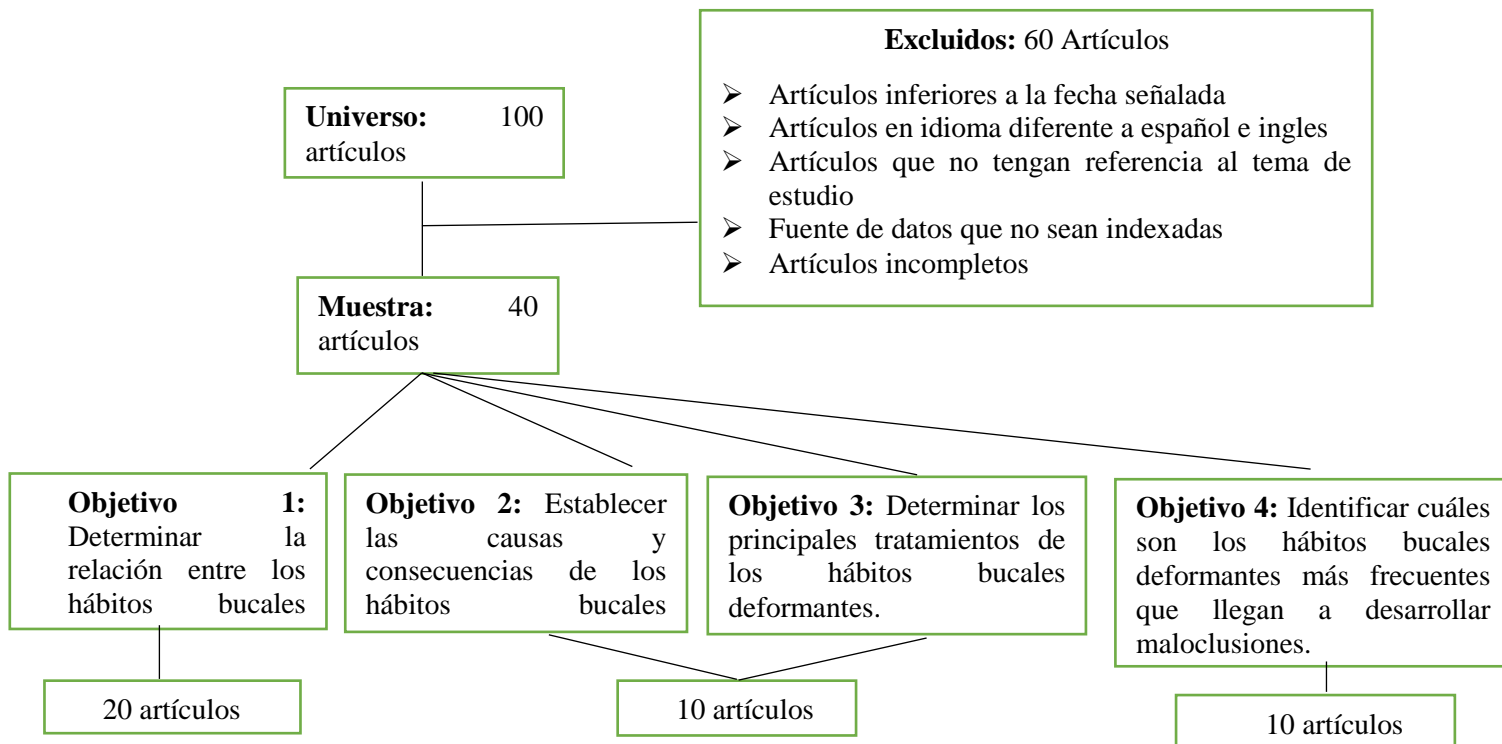 Excluidos: 60 Artículos
➢ Artículos inferiores a la fecha señalada
➢ Artículos en idioma diferente a español e ingles
➢ Artículos que no tengan referencia al tema de
estudio
➢ Fuente de datos que no sean indexadas
➢ Artículos incompletos
Universo: 100
artículos
Muestra: 40
artículos
Objetivo 1:
Determinar la
relación entre los
hábitos bucales
Objetivo 2: Establecer
las causas y
consecuencias de los
hábitos bucales
Objetivo 3: Determinar los
principales tratamientos de
los hábitos bucales
deformantes.
Objetivo 4: Identificar cuáles
son los hábitos bucales
deformantes más frecuentes
que llegan a desarrollar
maloclusiones.
20 artículos
10 artículos
10 artículos